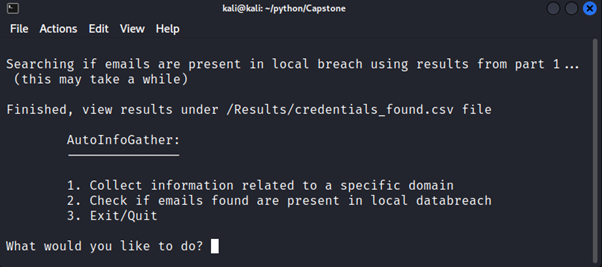 kali@kali: ~/python/Capstone
File Actions Edit View Help
Searching if emails are present in local breach using results from part 1...
(this may take a while)
Finished, view results under /Results/credentials_found.csv file
AutoInfoGather:
1. Collect information related to a specific domain
2. Check if emails found are present in local databreach
3. Exit/Quit
What would you like to do?